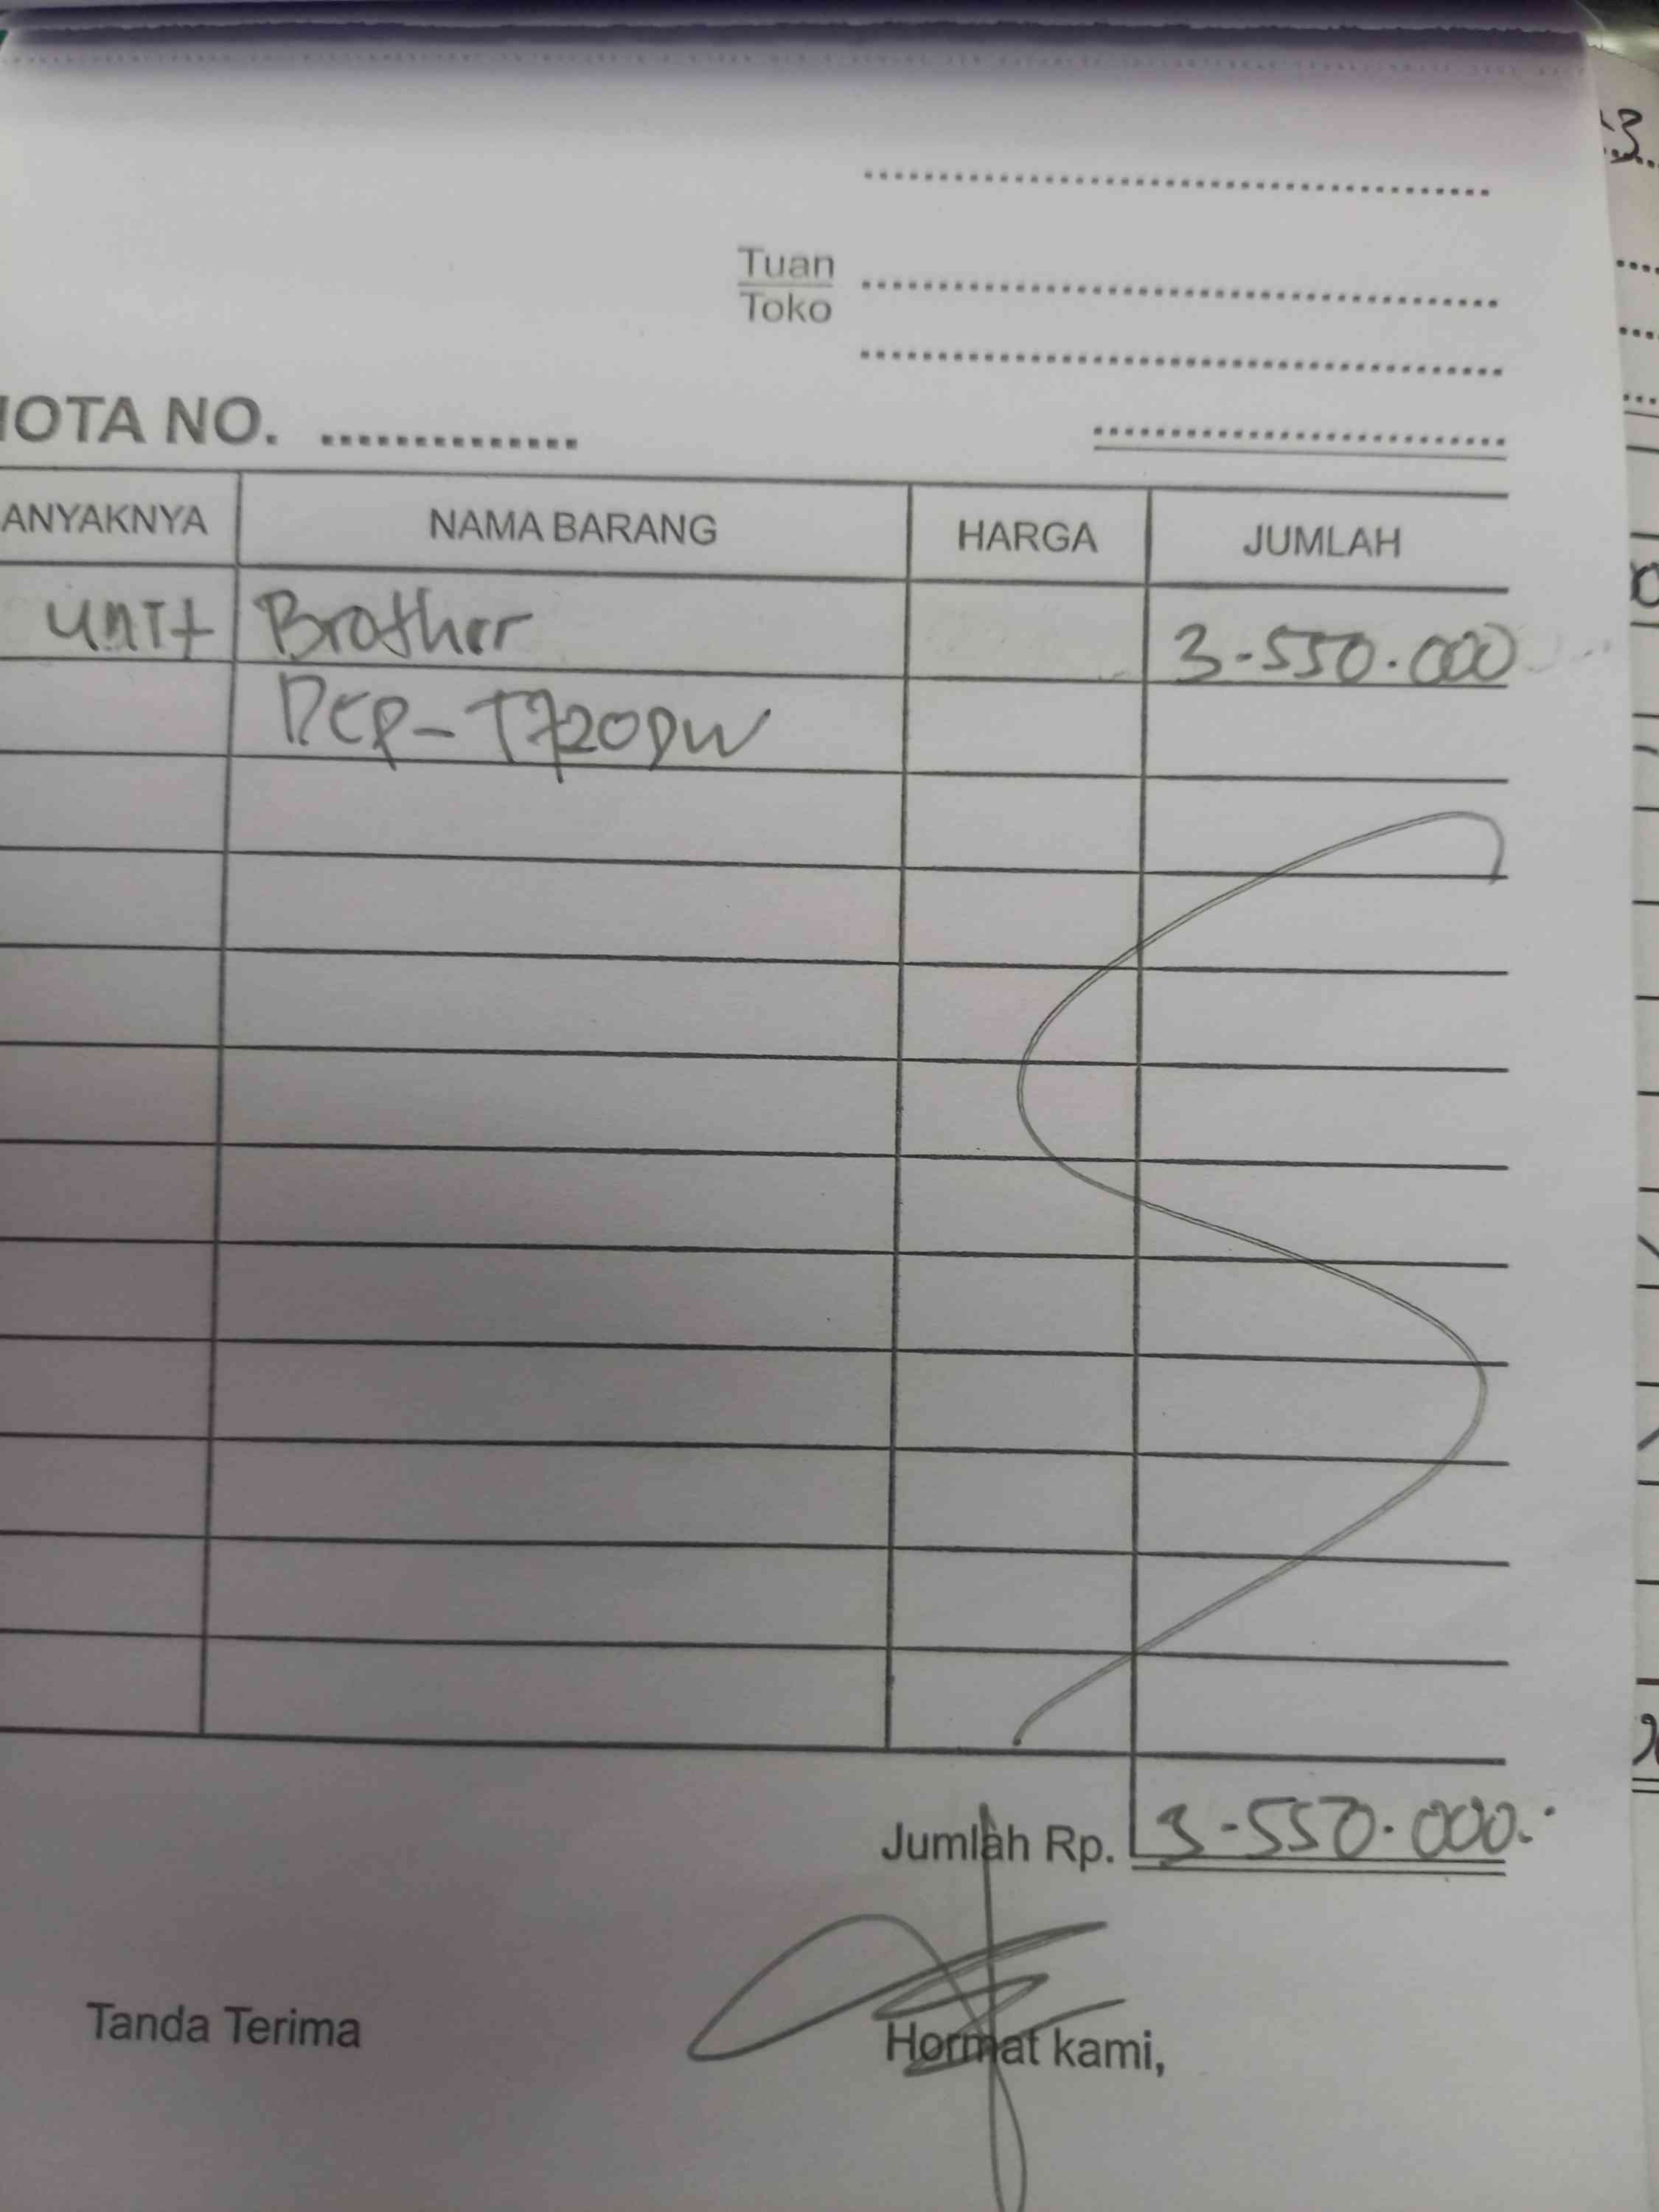 Tuan
Toko
IOTA NO. ..............
ANYAKNYA NAMA BARANG HARGA JUMLAH
unit Brother 3-550.000
DCP-T720DW
Jumlah Rp. 3-550.000.-
Tanda Terima Hormat kami,